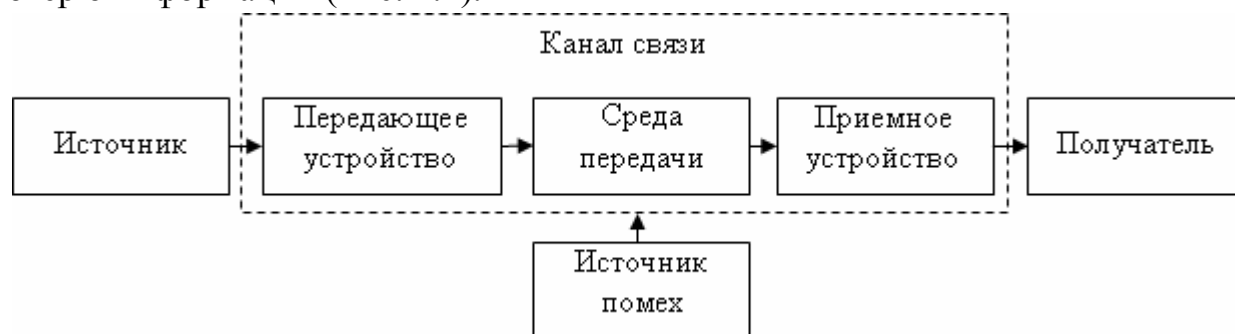 Канал связи
Источник
Передающее
устройство
Среда
передачи
Приемное
устройство
Получатель
Источник
помех